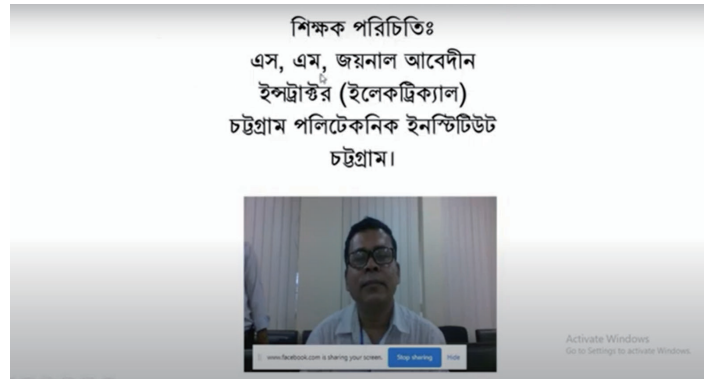 শিক্ষক পরিচিতিঃ
এস, এম, জয়নাল আবেদীন
ইন্সট্রাক্টর (ইলেকট্রিক্যাল)
চট্টগ্রাম পলিটেকনিক ইনস্টিটিউট
চট্টগ্রাম।
www.facebook.com is sharing your screen.
Stop sharing
Hide
Activate Windows
Go to Settings to activate Windows.